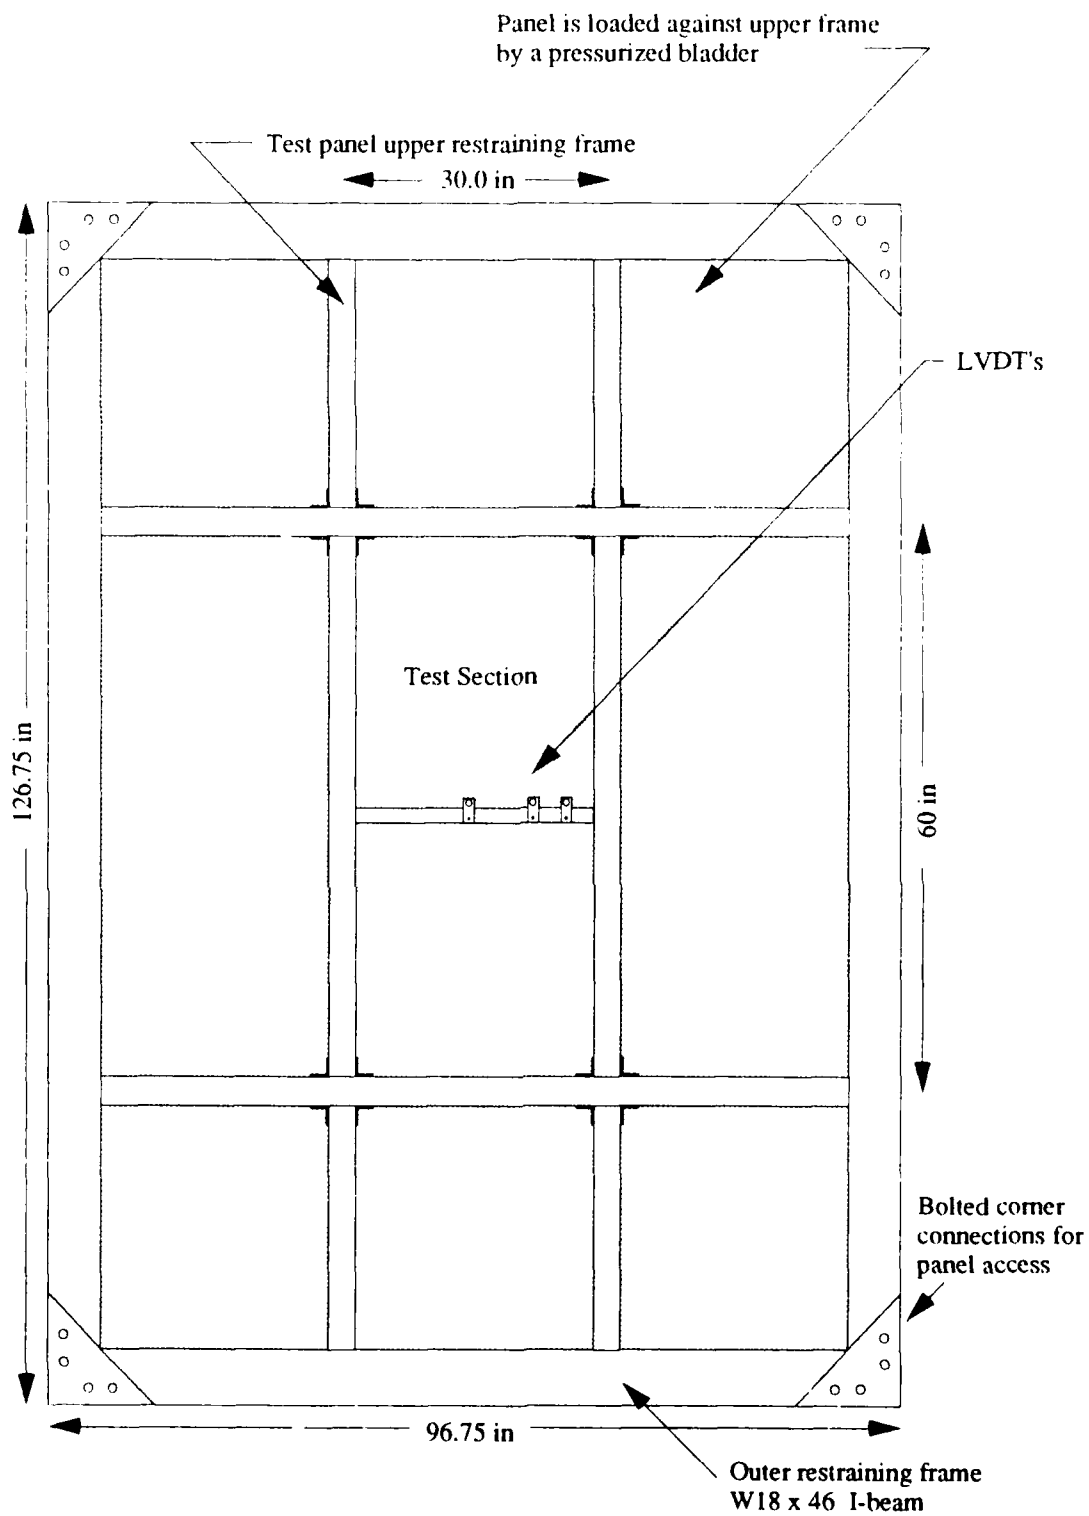 Panel is loaded against upper frame
by a pressurized bladder
Test panel upper restraining frame
30.0 in
LVDT's
Test Section
126.75 in
60 in
Bolted corner
connections for
panel access
96.75 in
Outer restraining frame
W18 x 46 I-beam